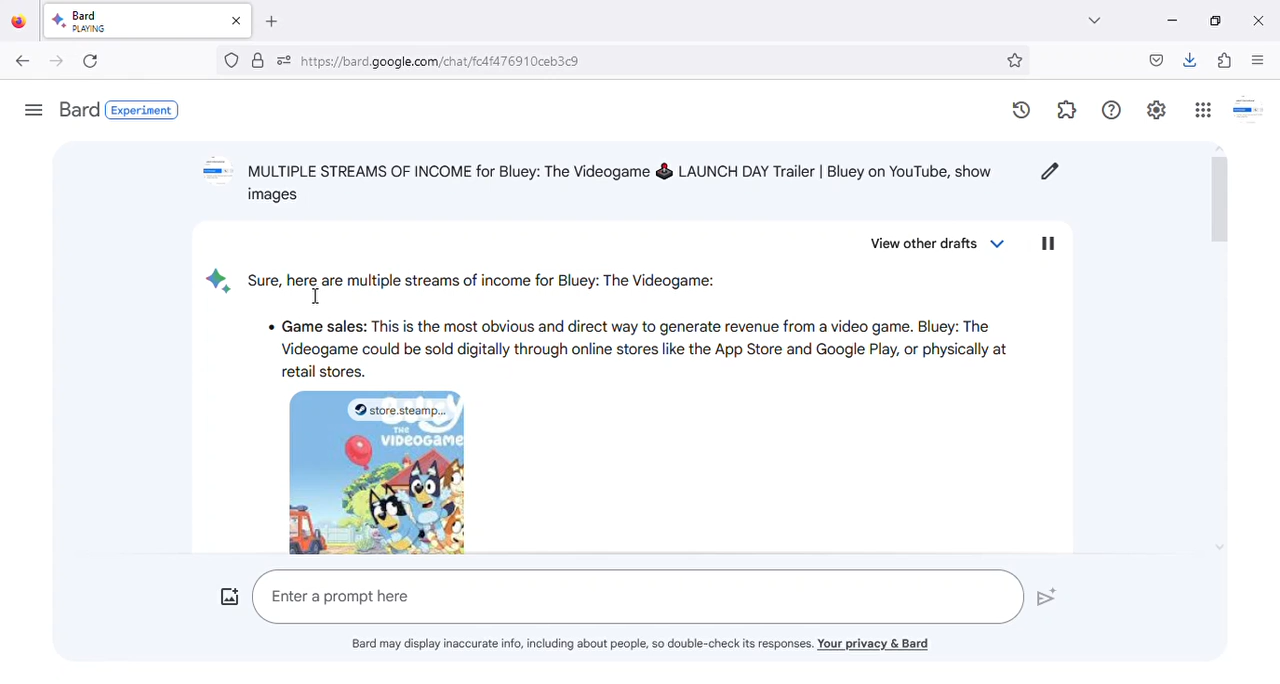 Bard
PLAYING
https://bard.google.com/chat/fc4f476910ceb3c9
Bard Experiment
MULTIPLE STREAMS OF INCOME for Bluey: The Videogame 🕹️ LAUNCH DAY Trailer | Bluey on YouTube, show
images
View other drafts
Sure, here are multiple streams of income for Bluey: The Videogame:
• Game sales: This is the most obvious and direct way to generate revenue from a video game. Bluey: The
Videogame could be sold digitally through online stores like the App Store and Google Play, or physically at
retail stores.
store.steamp...
THE
VIDEOGAME
Enter a prompt here
Bard may display inaccurate info, including about people, so double-check its responses. Your privacy & Bard